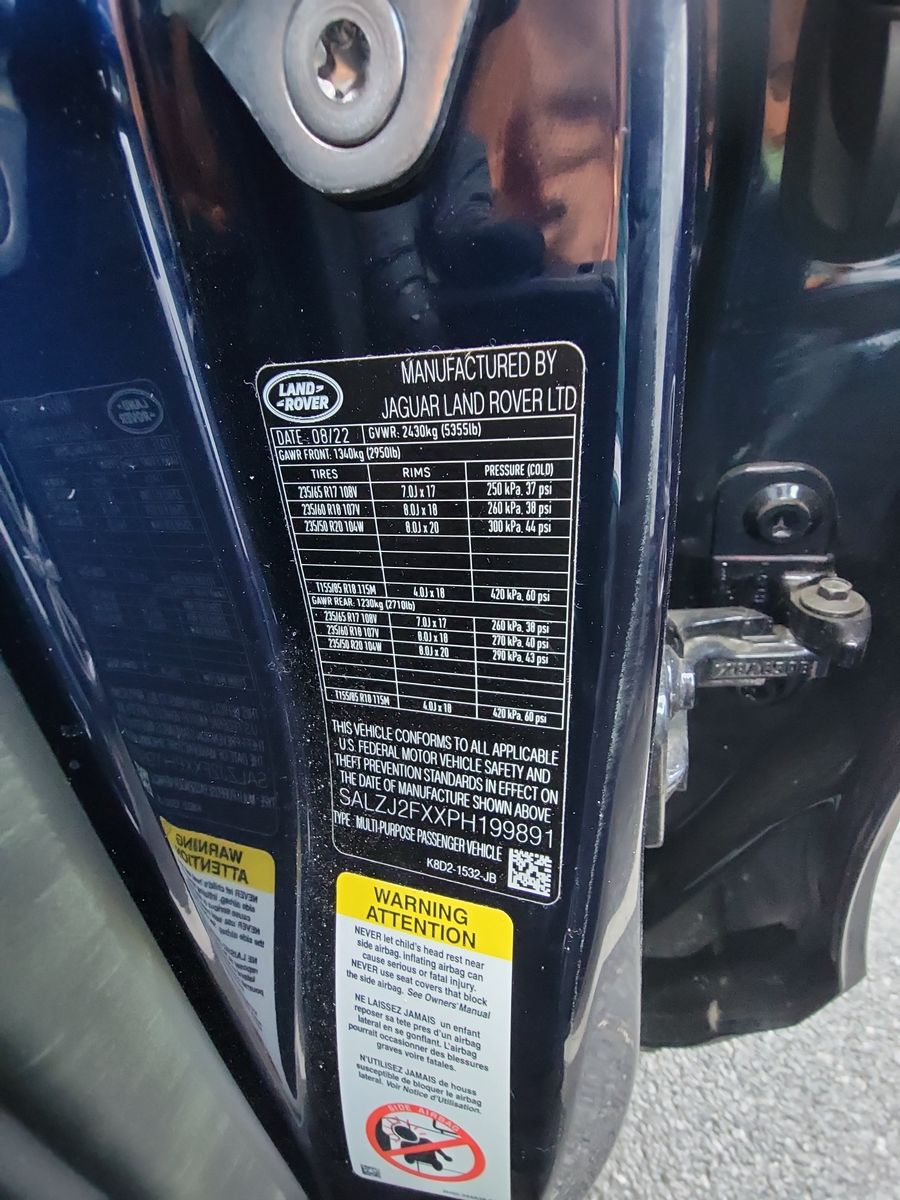 LAND-
-ROVER
MANUFACTURED BY
JAGUAR LAND ROVER LTD
DATE: 08/22 GVWR: 2430kg (5355lb)
GAWR FRONT: 1340kg (2950lb)
TIRES RIMS PRESSURE (COLD)
235/65 R17 108V 7.0J x 17 250 kPa, 37 psi
235/60 R18 107V 8.0J x 18 260 kPa, 38 psi
235/50 R20 104W 8.0J x 20 300 kPa, 44 psi
T155/85 R18 115M 4.0J x 18 420 kPa, 60 psi
GAWR REAR: 1230kg (2710lb)
235/65 R17 108V 7.0J x 17 260 kPa, 38 psi
235/60 R18 107V 8.0J x 18 270 kPa, 40 psi
235/50 R20 104W 8.0J x 20 290 kPa, 43 psi
T155/85 R18 115M 4.0J x 18 420 kPa, 60 psi
THIS VEHICLE CONFORMS TO ALL APPLICABLE
U.S. FEDERAL MOTOR VEHICLE SAFETY AND
THEFT PREVENTION STANDARDS IN EFFECT ON
THE DATE OF MANUFACTURE SHOWN ABOVE
SALZJ2FXXPH199891
TYPE: MULTI-PURPOSE PASSENGER VEHICLE
K8D2-1532-JB
WARNING
ATTENTION
NEVER let child's head rest near
side airbag, inflating airbag can
cause serious or fatal injury.
NEVER use seat covers that block
the side airbag. See Owners' Manual
NE LAISSEZ JAMAIS un enfant
reposer sa tete pres d'un airbag
lateral en se gonflant. L'airbag
pourrait occasionner des blessures
graves voire fatales.
N'UTILISEZ JAMAIS de houss
susceptible de bloquer le airbag
lateral. Voir Notice d'Utilisation.
SIDE AIRBAG